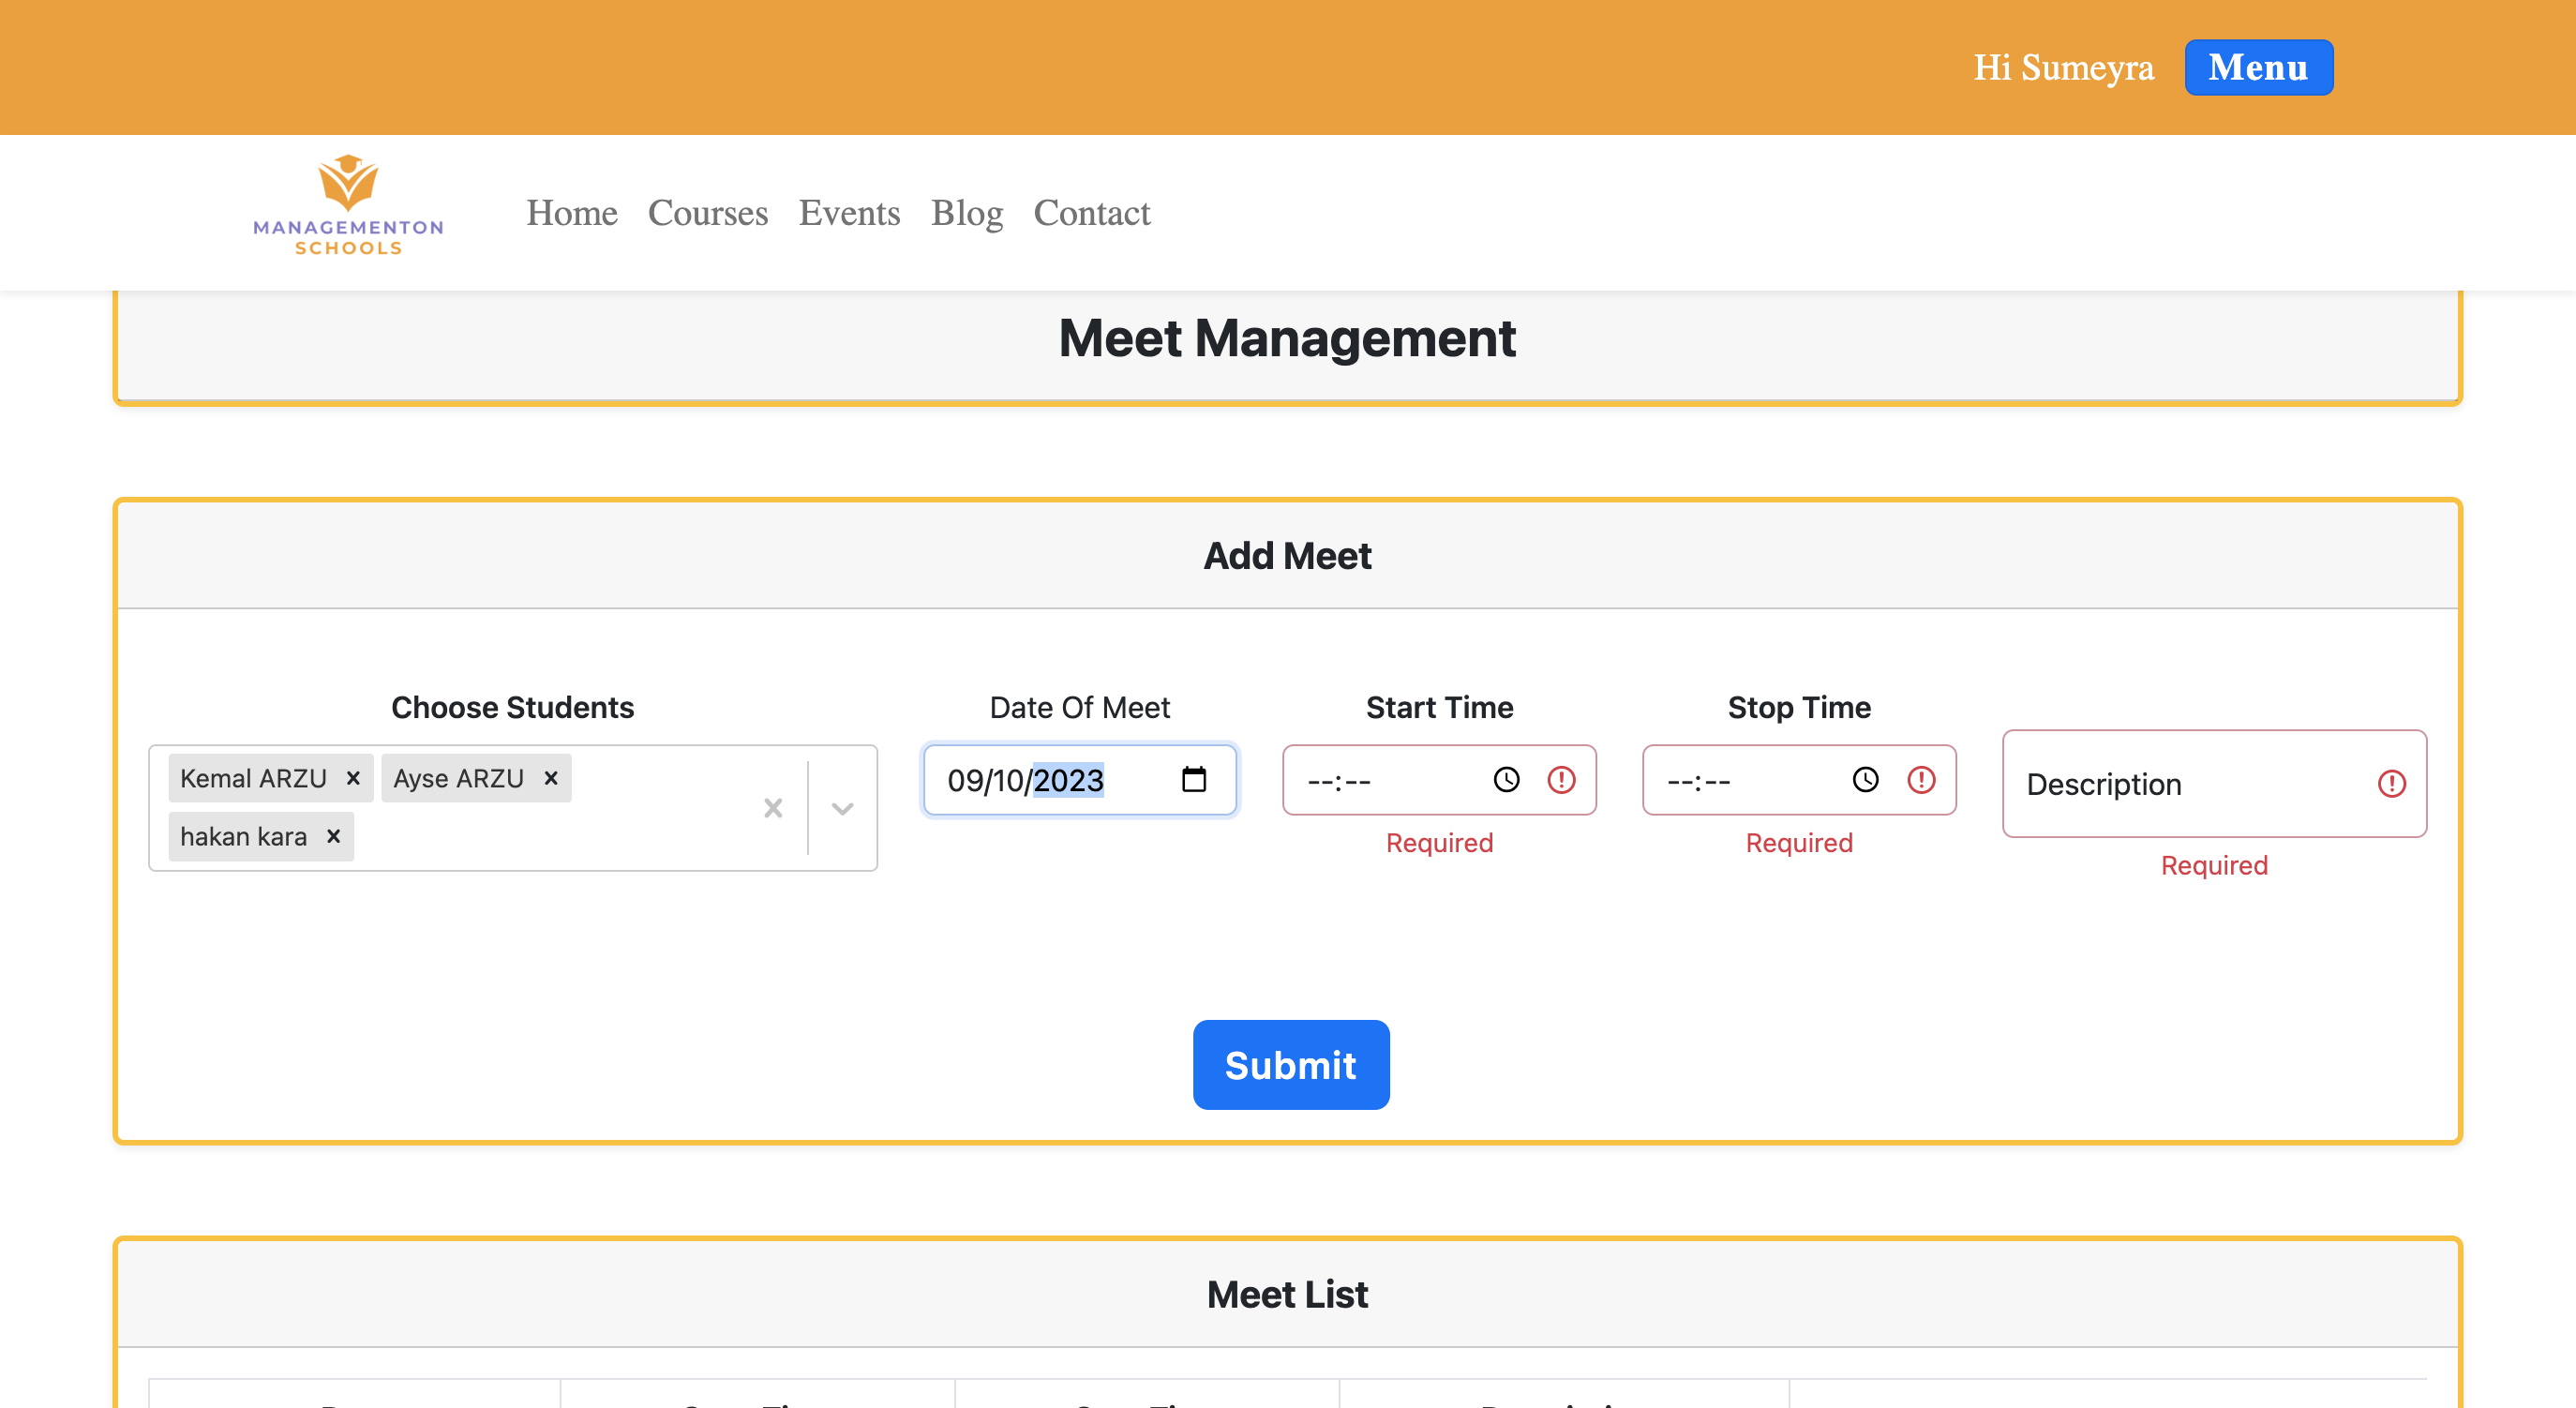 Hi Sumeyra Menu
MANAGEMENTON
SCHOOLS
Home Courses Events Blog Contact
Meet Management
Add Meet
Choose Students Date Of Meet Start Time Stop Time
Kemal ARZU × Ayse ARZU ×
hakan kara ×
09/10/2023
--:--
--:--
Description
Required Required Required
Submit
Meet List